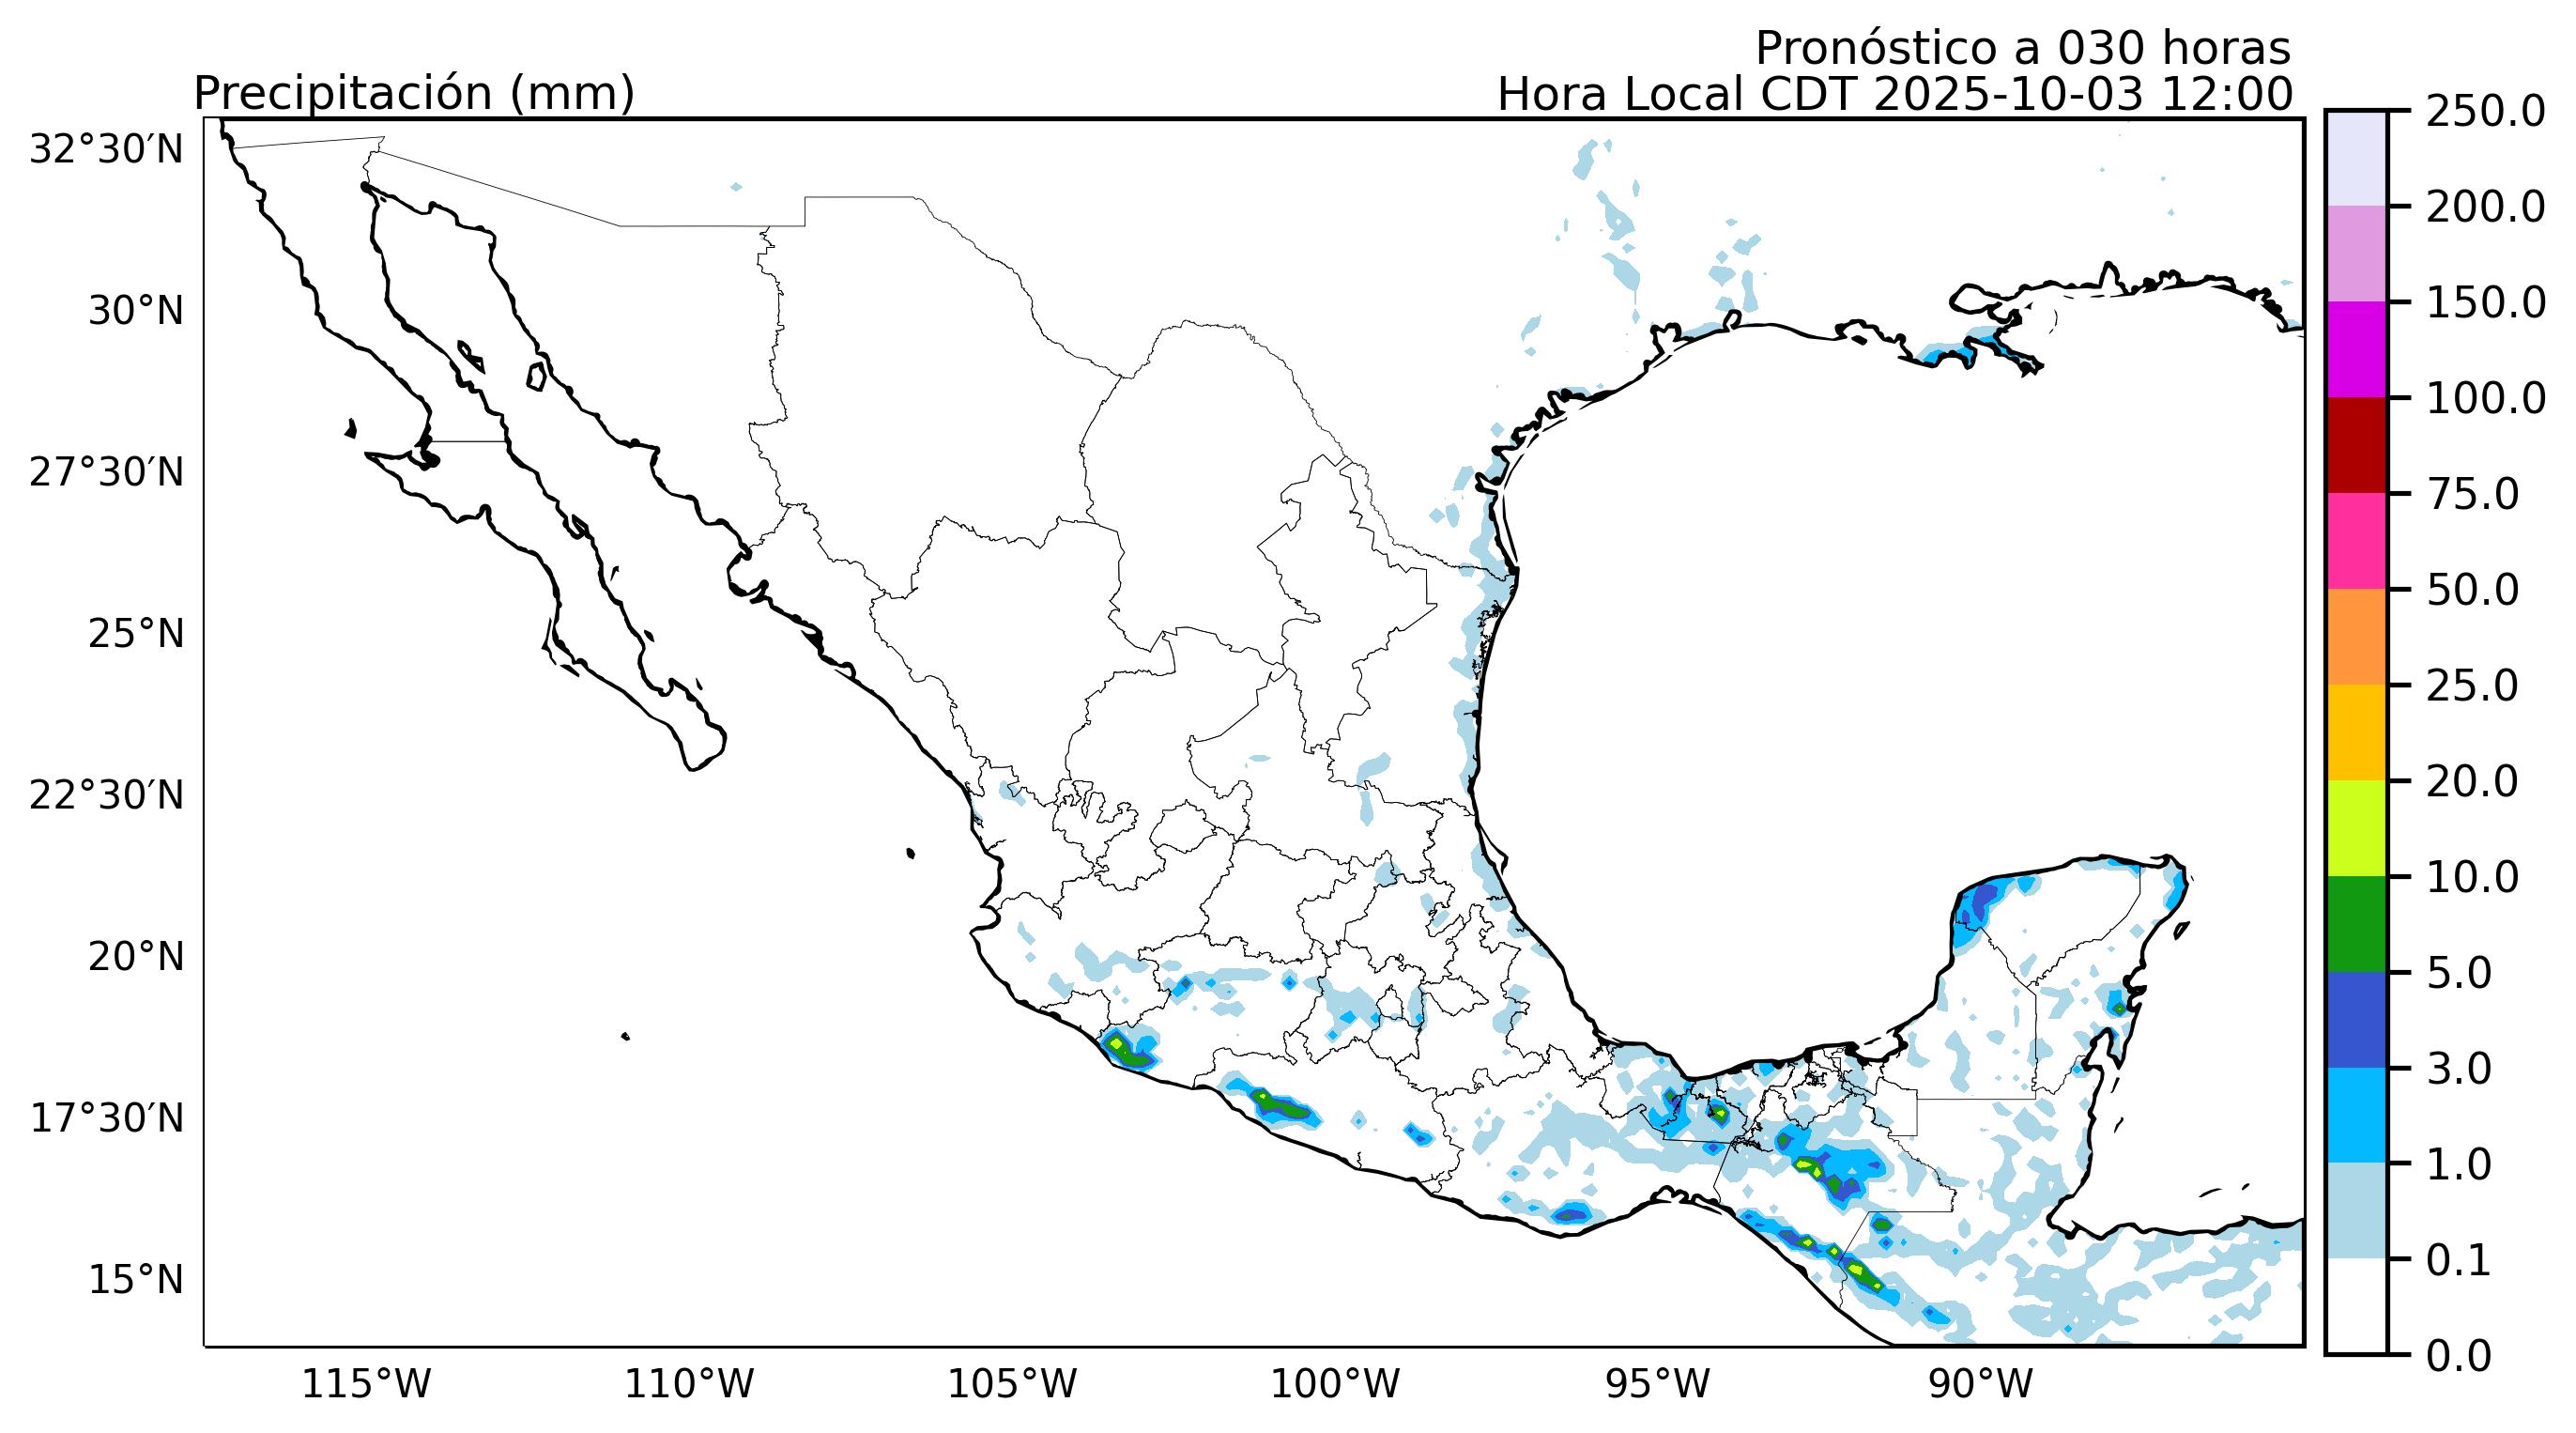 Pronóstico a 030 horas
Precipitación (mm)
Hora Local CDT 2025-10-03 12:00
32°30′N
30°N
27°30′N
25°N
22°30′N
20°N
17°30′N
15°N
115°W
110°W
105°W
100°W
95°W
90°W
250.0
200.0
150.0
100.0
75.0
50.0
25.0
20.0
10.0
5.0
3.0
1.0
0.1
0.0